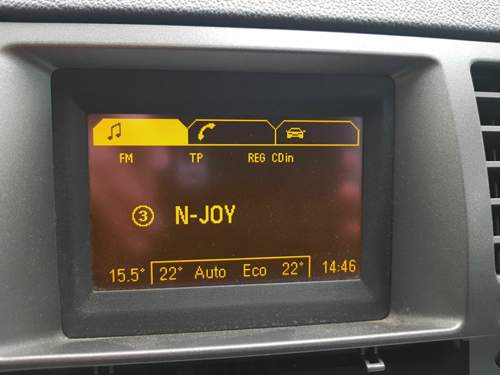 FM TP REG CDin
3 N-JOY
15.5° 22° Auto Eco 22° 14:46